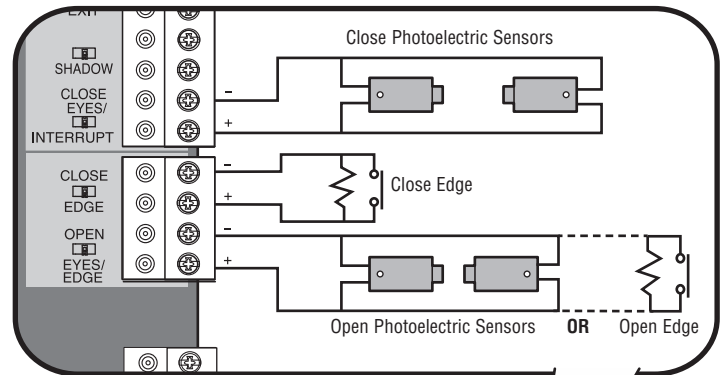 EXIT
SHADOW
CLOSE
EYES/
INTERRUPT
CLOSE
EDGE
OPEN
EYES/
EDGE
Close Photoelectric Sensors
-
+
-
+
Close Edge
-
+
Open Photoelectric Sensors
OR
Open Edge